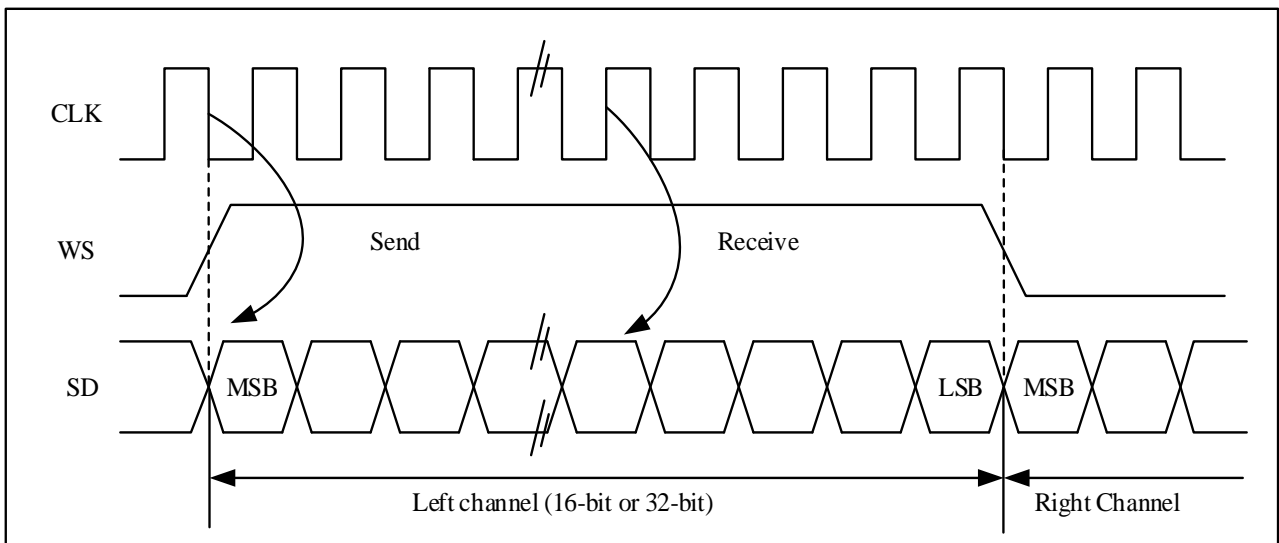 CLK
WS
Send
Receive
SD
MSB
LSB
MSB
Left channel (16-bit or 32-bit)
Right Channel